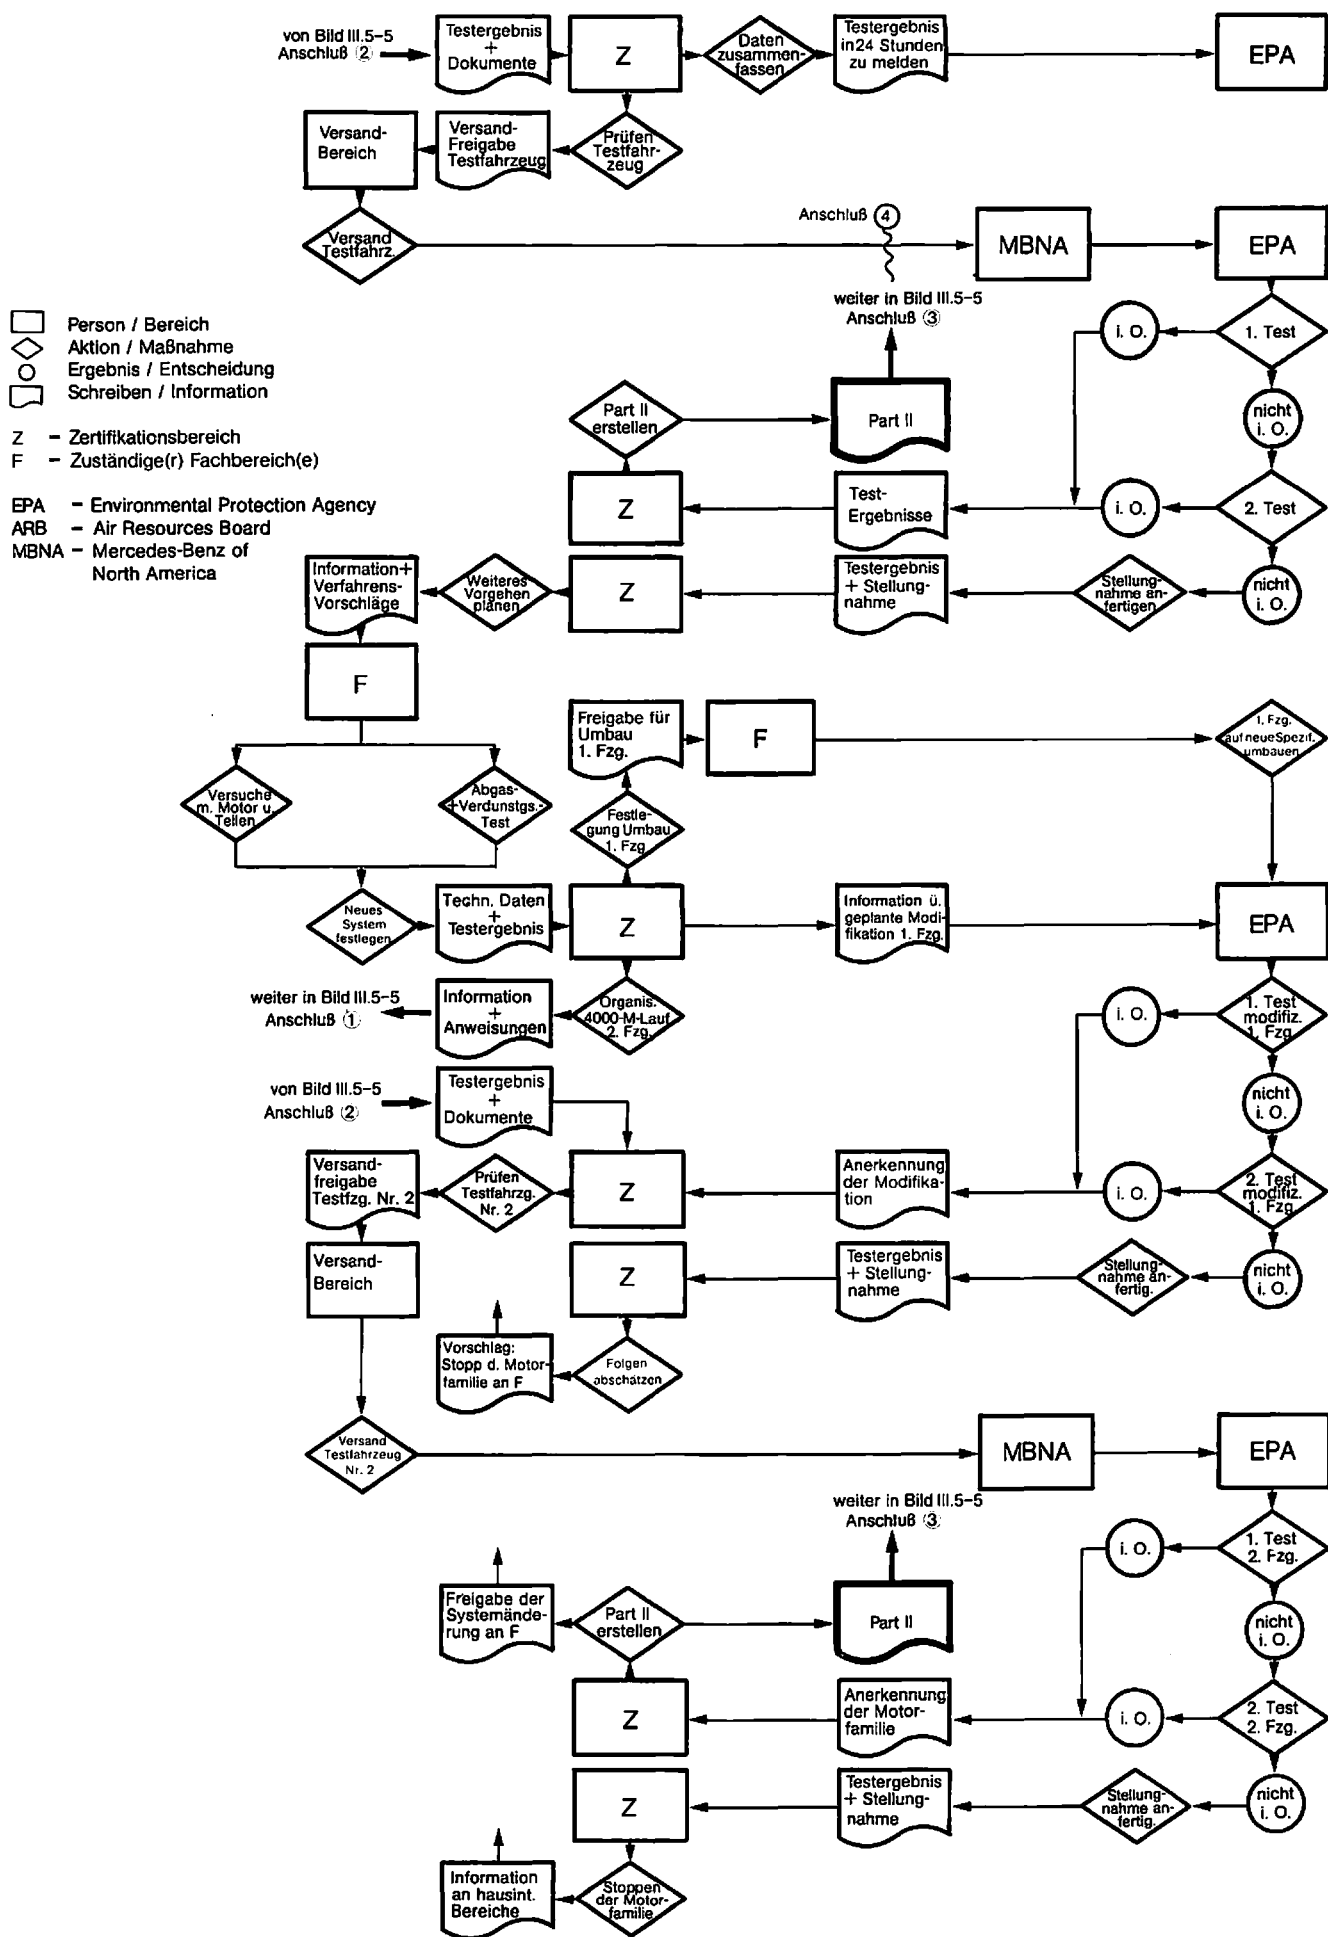 von Bild III.5-5
Anschluß ②
Testergebnis
+
Dokumente
Z
Daten
zusammen-
fassen
Testergebnis
in 24 Stunden
zu melden
EPA
Versand-
Bereich
Versand-
Freigabe
Testfahrzeug
Prüfen
Testfahr-
zeug
Versand
Testfahrz.
Anschluß ④
MBNA
EPA
weiter in Bild III.5-5
Anschluß ③
i. O.
1. Test
Person / Bereich
Aktion / Maßnahme
Ergebnis / Entscheidung
Schreiben / Information
Z - Zertifikationsbereich
F - Zuständige(r) Fachbereich(e)
EPA - Environmental Protection Agency
ARB - Air Resources Board
MBNA - Mercedes-Benz of
North America
Part II
erstellen
Part II
nicht
i. O.
Z
Test-
Ergebnisse
i. O.
2. Test
Information+
Verfahrens-
Vorschläge
Weiteres
Vorgehen
planen
Z
Testergebnis
+ Stellung-
nahme
Stellung-
nahme an-
fertigen
nicht
i. O.
F
Freigabe für
Umbau
1. Fzg.
F
1. Fzg.
auf neue Spezif.
umbauen
Versuche
m. Motor u.
Teilen
Abgas-
+Verdunstgs.-
Test
Festle-
gung Umbau
1. Fzg
Neues
System
festlegen
Techn. Daten
+
Testergebnis
Z
Information ü.
geplante Modi-
fikation 1. Fzg.
EPA
weiter in Bild III.5-5
Anschluß ①
Information
+
Anweisungen
Organis.
4000-M-Lauf
2. Fzg.
i. O.
1. Test
modifiz.
1. Fzg.
von Bild III.5-5
Anschluß ②
Testergebnis
+
Dokumente
nicht
i. O.
Versand-
freigabe
Testfzg. Nr. 2
Prüfen
Testfahrzg.
Nr. 2
Z
Anerkennung
der Modifika-
tion
i. O.
2. Test
modifiz.
1. Fzg.
Versand-
Bereich
Z
Testergebnis
+ Stellung-
nahme
Stellung-
nahme an-
fertig.
nicht
i. O.
Vorschlag:
Stopp d. Motor-
familie an F
Folgen
abschätzen
Versand
Testfahrzeug
Nr. 2
MBNA
EPA
weiter in Bild III.5-5
Anschluß ③
i. O.
1. Test
2. Fzg.
Freigabe der
Systemände-
rung an F
Part II
erstellen
Part II
nicht
i. O.
Z
Anerkennung
der Motor-
familie
i. O.
2. Test
2. Fzg.
Z
Testergebnis
+ Stellung-
nahme
Stellung-
nahme an-
fertig.
nicht
i. O.
Information
an hausint.
Bereiche
Stoppen
der Motor-
familie